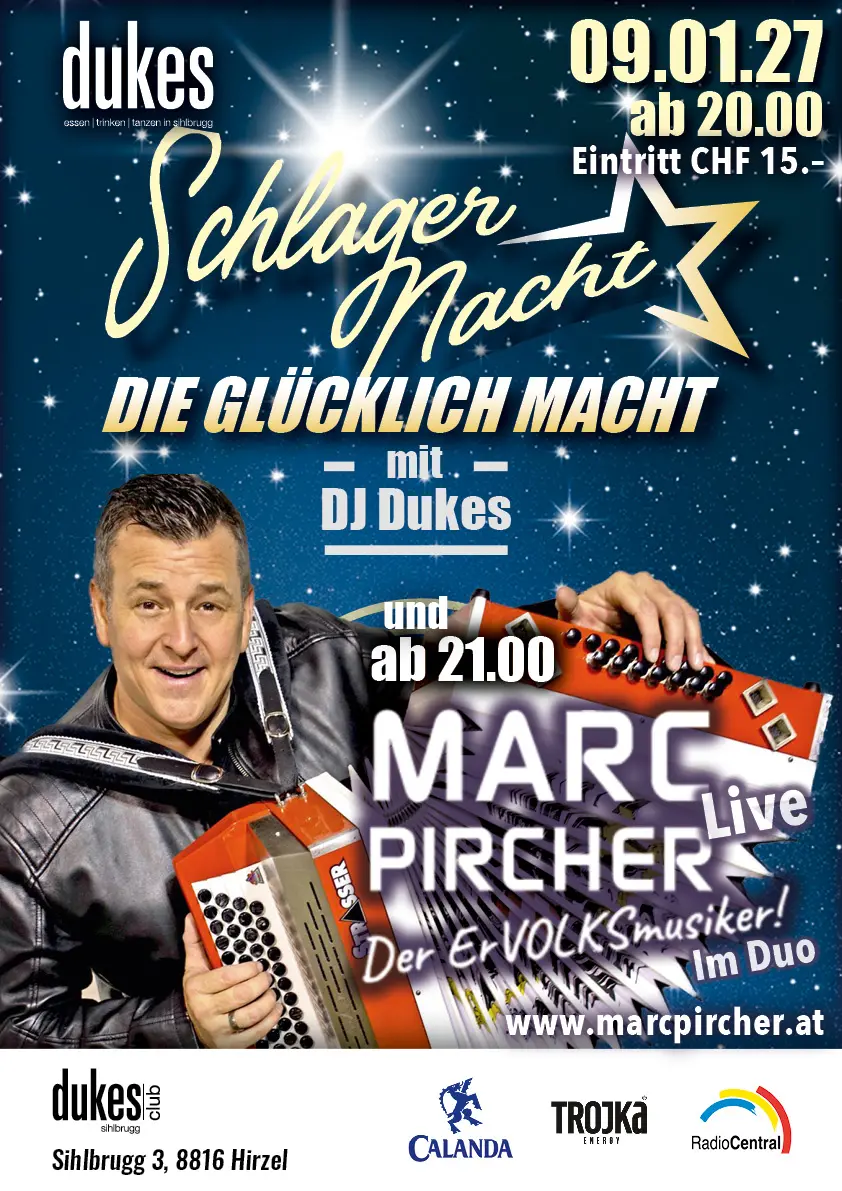 dukes
essen | trinken | tanzen in sihlbrugg
09.01.27
ab 20.00
Eintritt CHF 15.–
Schlager
Nacht
DIE GLÜCKLICH MACHT
mit
DJ Dukes
und
ab 21.00
MARC
PIRCHER
Live
Der ErVOLKSmusiker!
Im Duo
www.marcpircher.at
STRASSER
dukes club
sihlbrugg
Sihlbrugg 3, 8816 Hirzel
CALANDA
TROJKA
ENERGY
RadioCentral